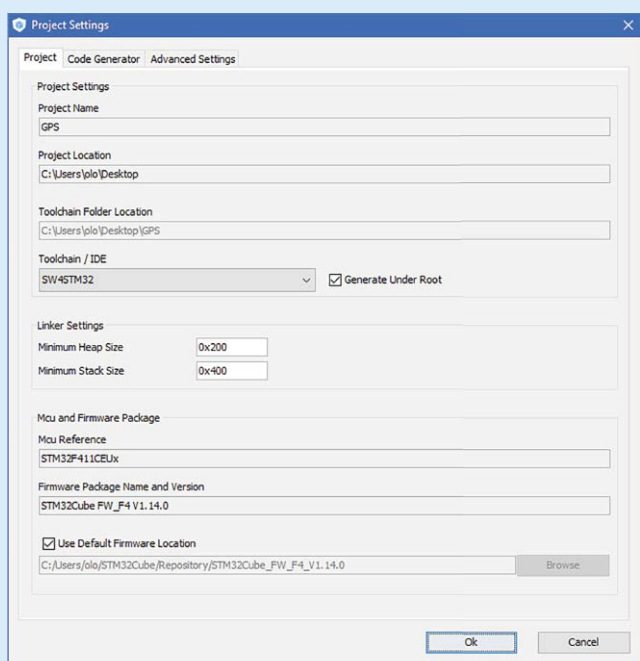 Project Settings
Project Code Generator Advanced Settings
Project Settings
Project Name
GPS
Project Location
C:\Users\olo\Desktop
Toolchain Folder Location
C:\Users\olo\Desktop\GPS
Toolchain / IDE
SW4STM32 Generate Under Root
Linker Settings
Minimum Heap Size 0x200
Minimum Stack Size 0x400
Mcu and Firmware Package
Mcu Reference
STM32F411CEUx
Firmware Package Name and Version
STM32Cube FW_F4 V1.14.0
Use Default Firmware Location
C:/Users/olo/STM32Cube/Repository/STM32Cube_FW_F4_V1.14.0 Browse
Ok Cancel